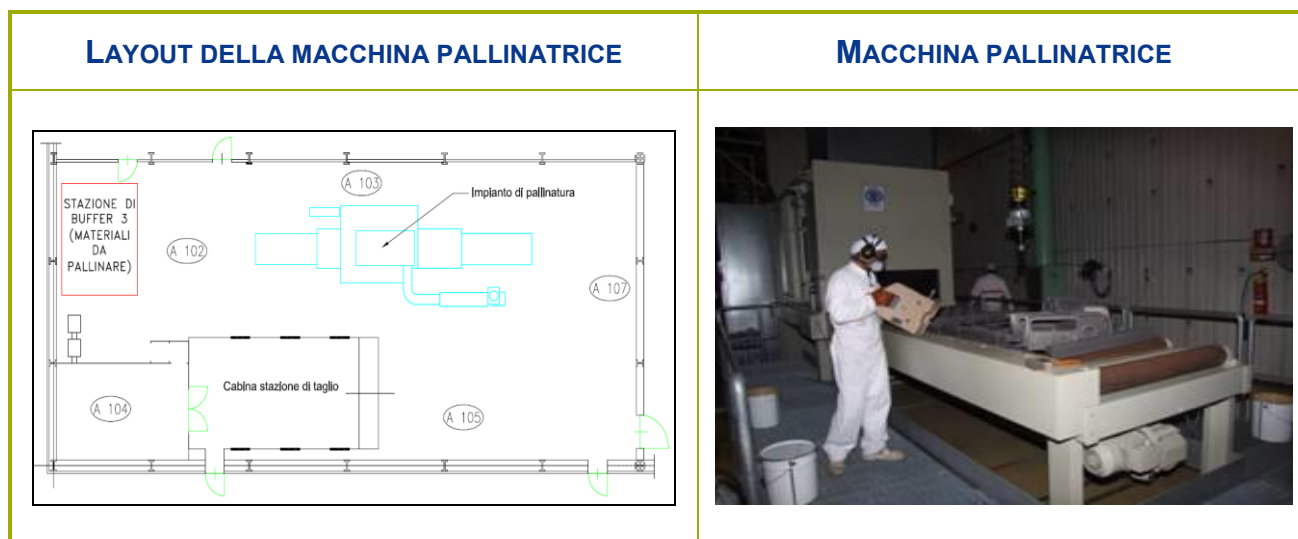 LAYOUT DELLA MACCHINA PALLINATRICE
MACCHINA PALLINATRICE
STAZIONE DI
BUFFER 3
(MATERIALI
DA
PALLINARE)
A 103
Impianto di pallinatura
A 102
A 107
Cabina stazione di taglio
A 104
A 105